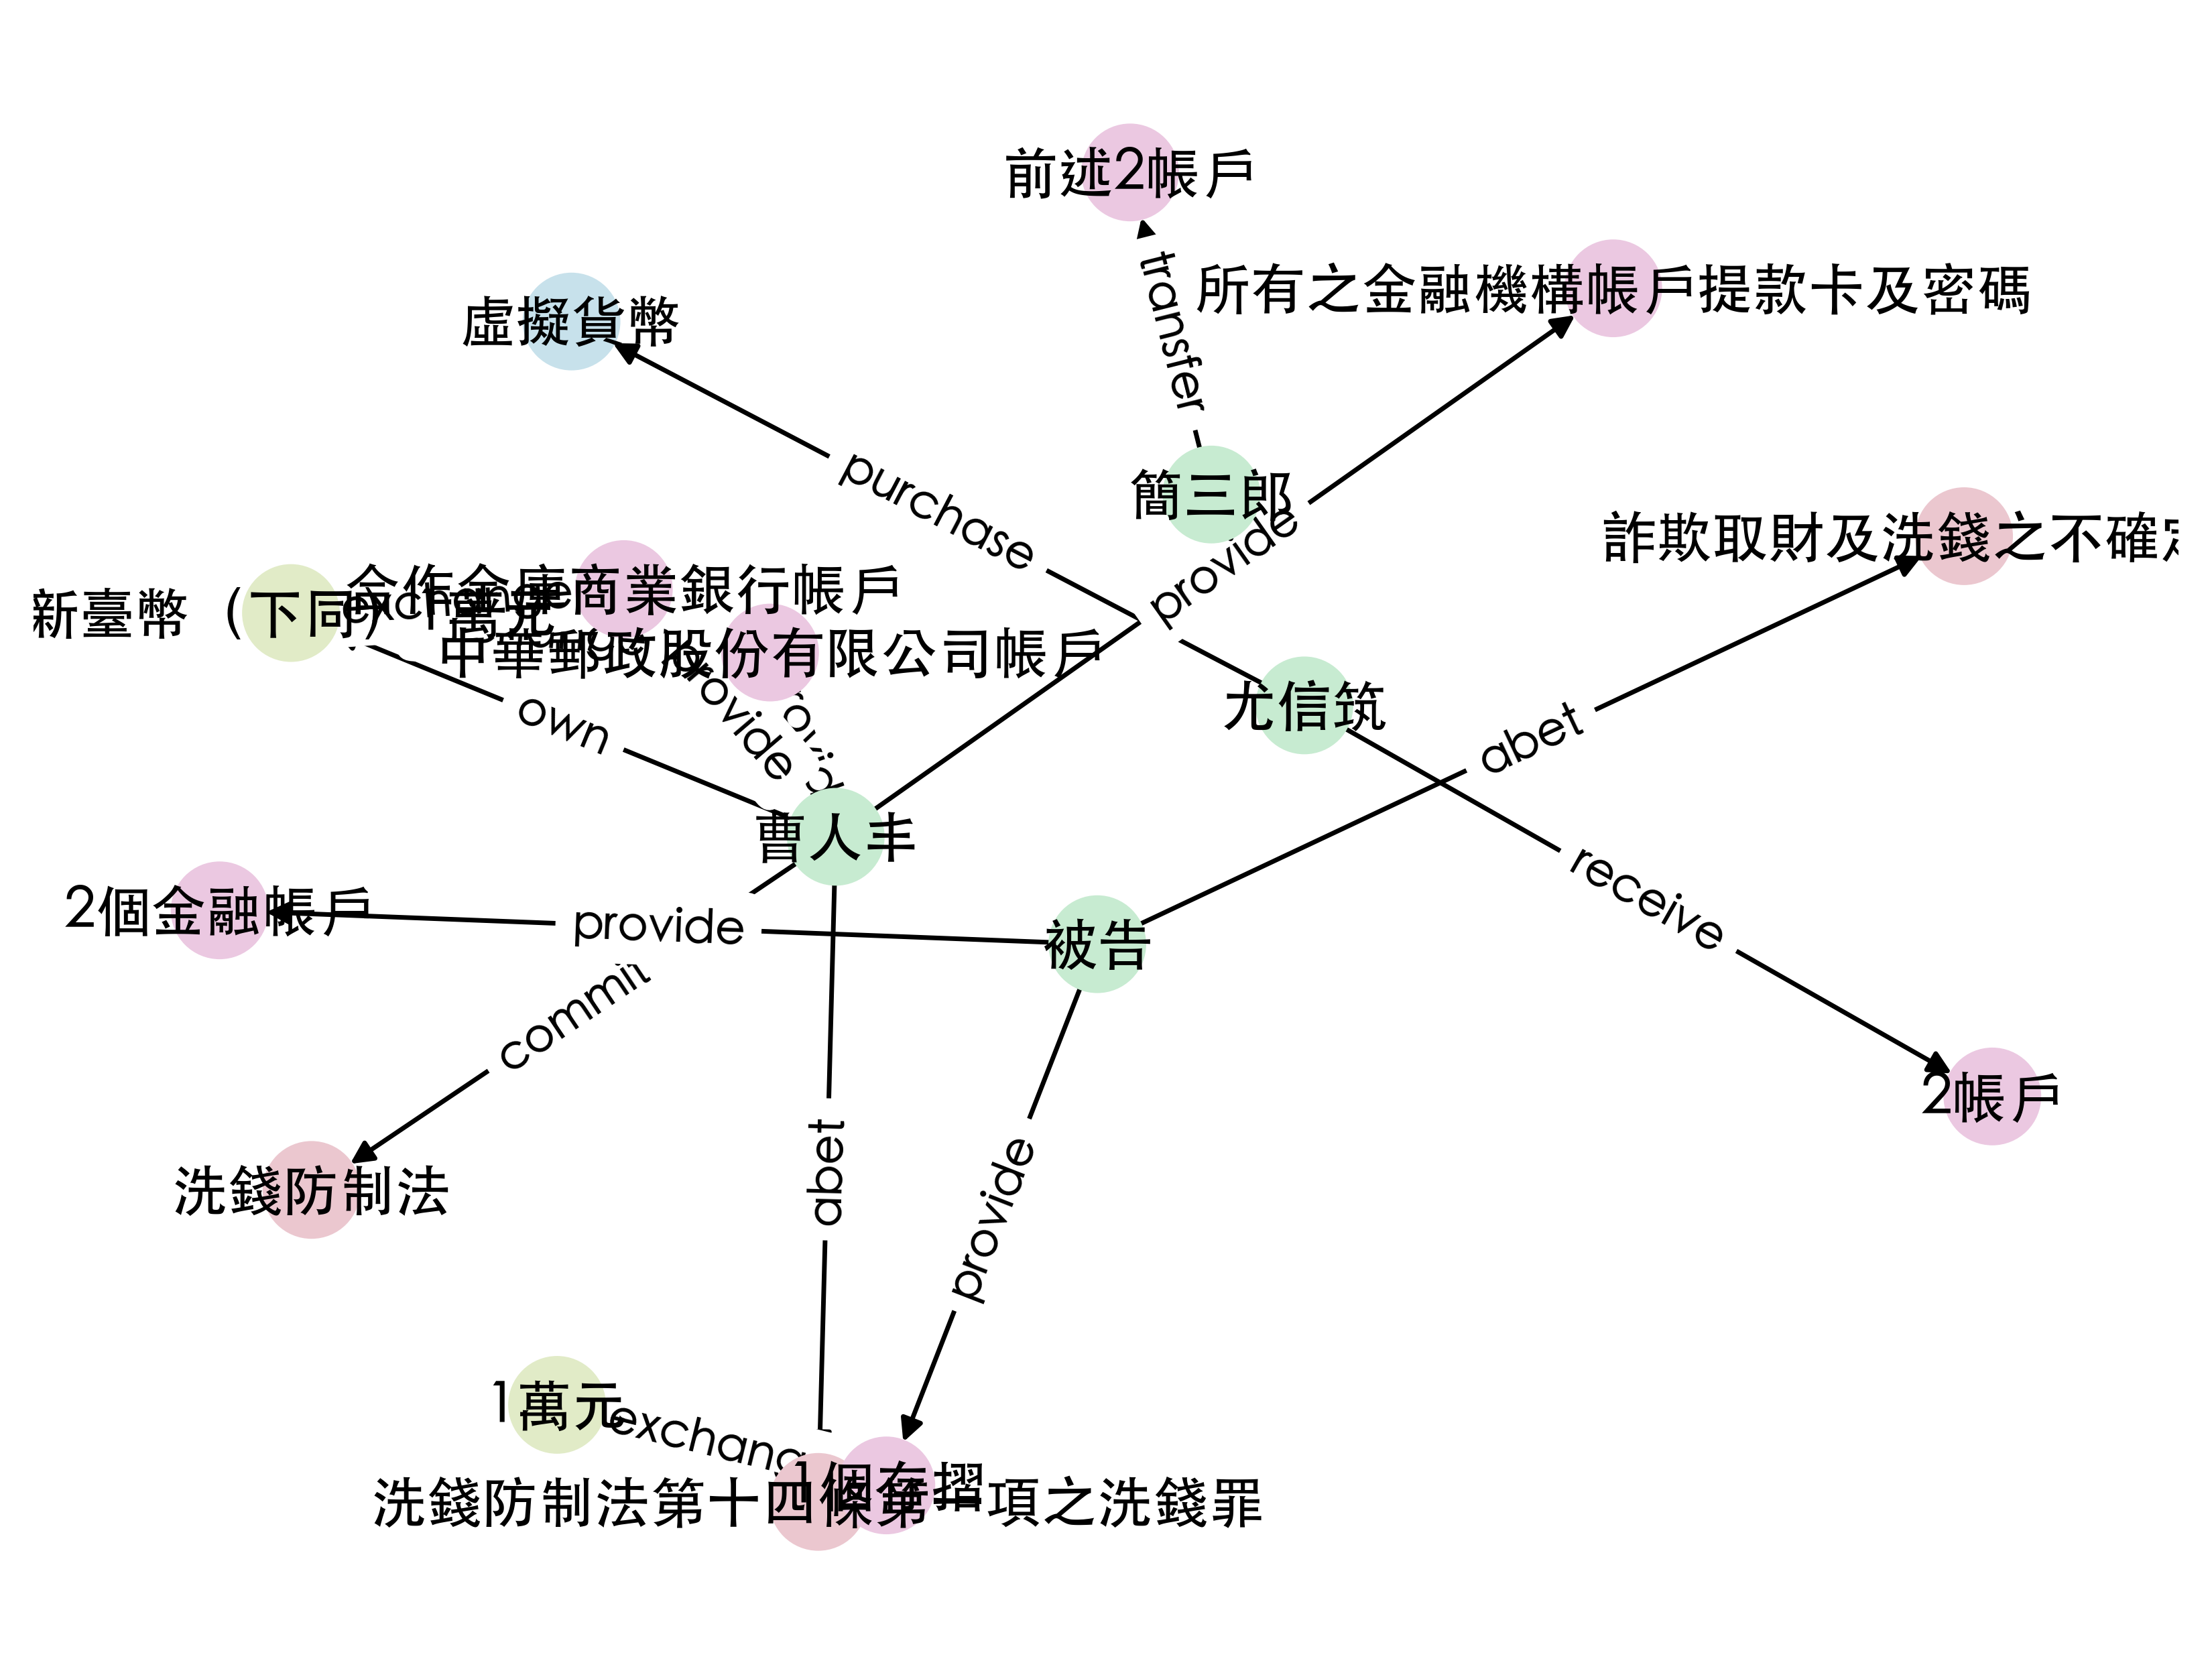 前述2帳戶
transfer
所有之金融機構帳戶提款卡及密碼
虛擬貨幣
purchase
簡三郎
provide
詐欺取財及洗錢之不確
合作金庫商業銀行帳戶
新臺幣（下同）1萬元
exchange
中華郵政股份有限公司帳戶
provide
own
尤信筑
abet
曹人丰
receive
2個金融帳戶
provide
被告
commit
2帳戶
abet
洗錢防制法
provide
1萬元
exchang
1個存摺
洗錢防制法第十四條第一項之洗錢罪